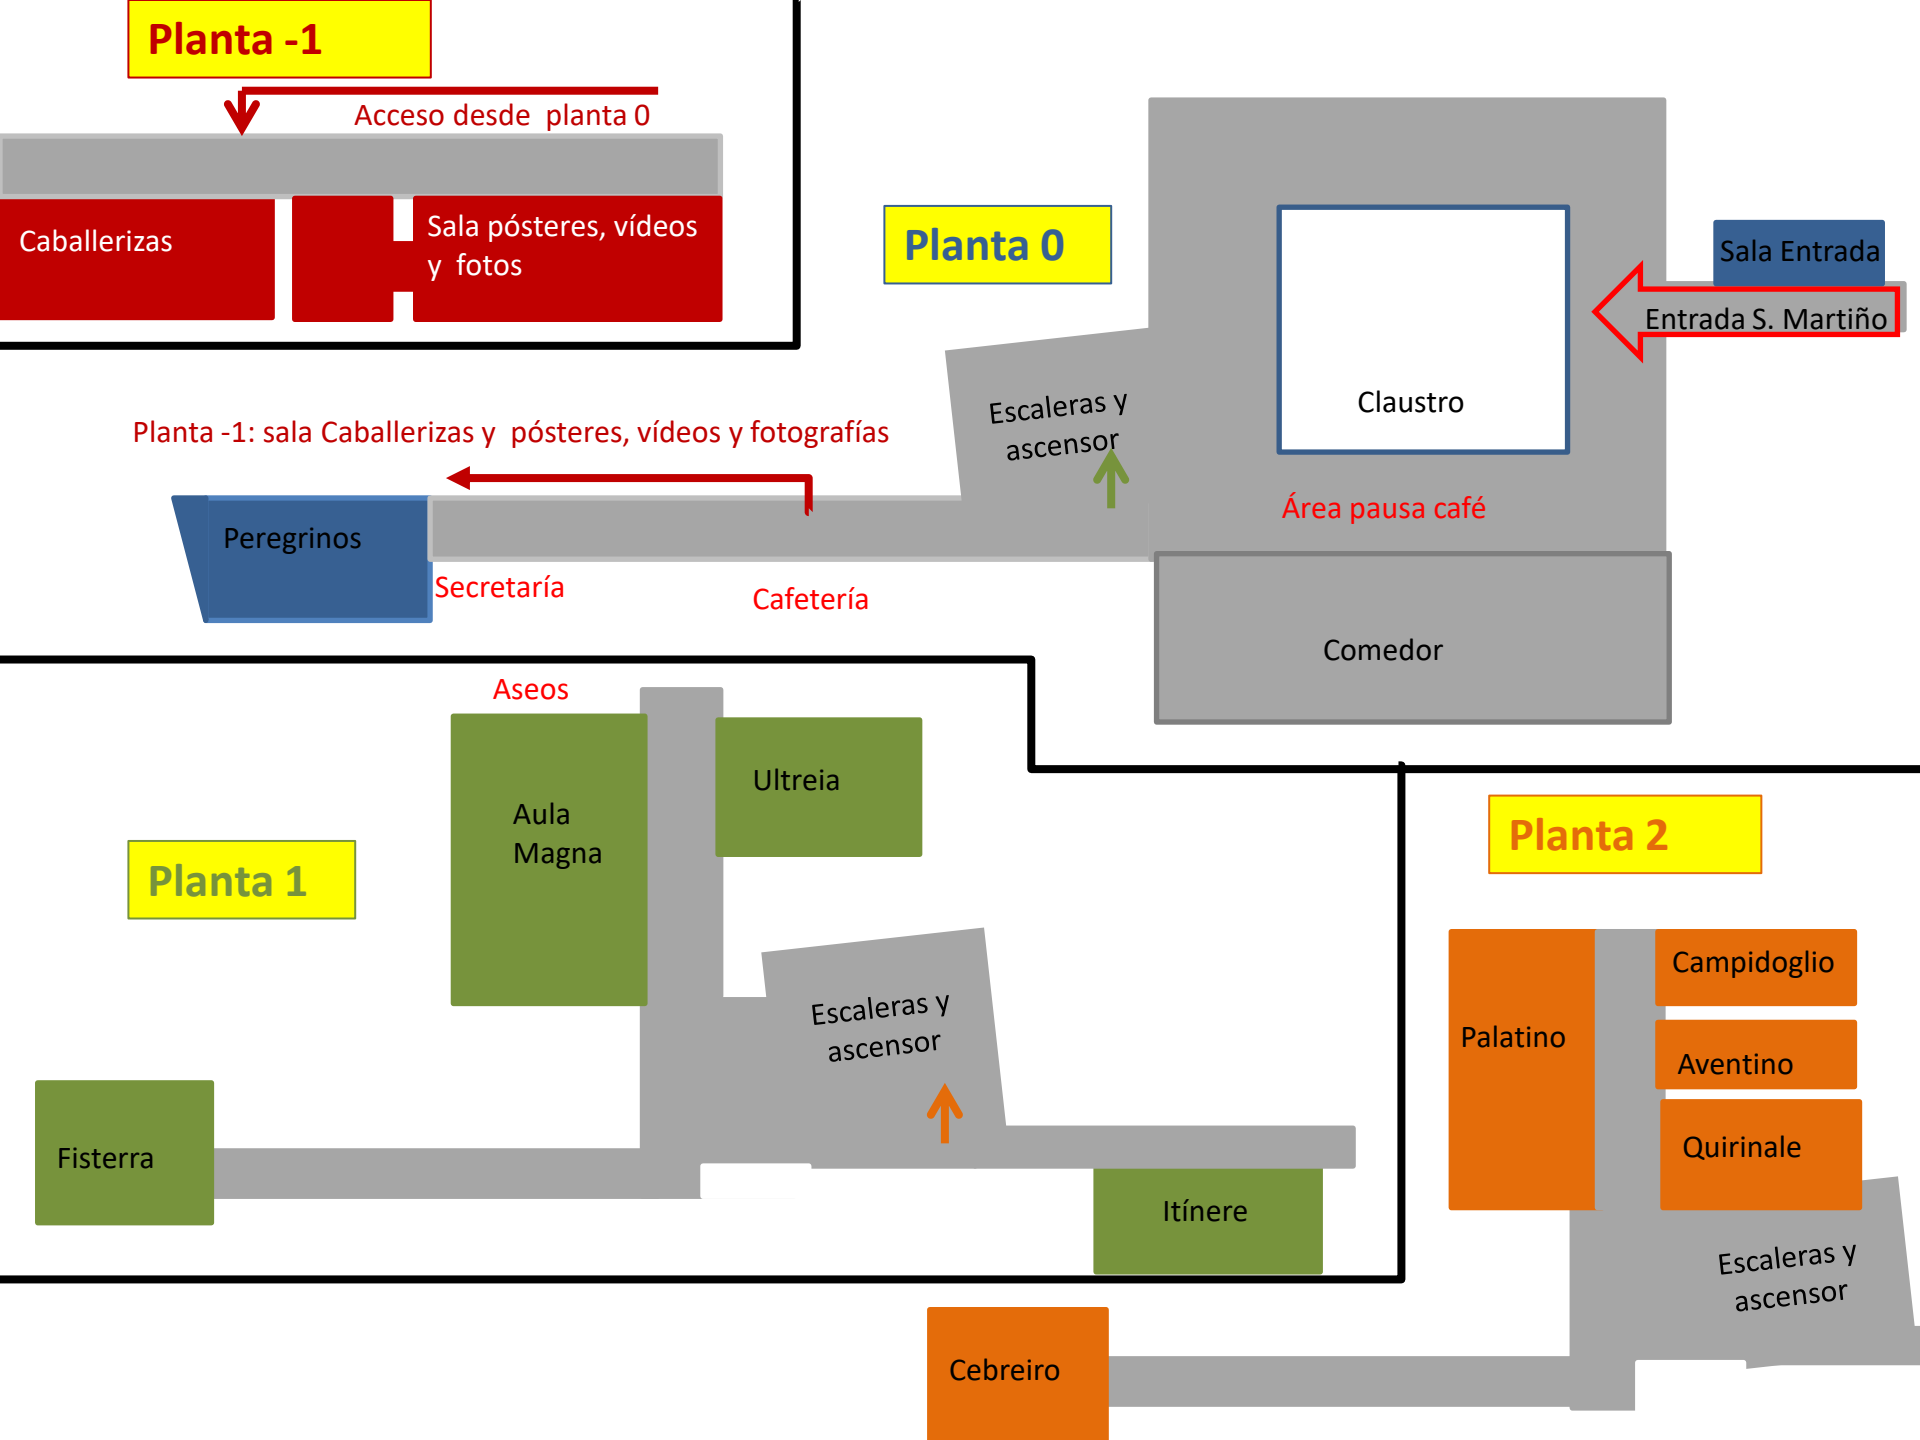 Planta -1
Acceso desde  planta 0
Caballerizas
Sala pósteres, vídeos
y  fotos
Planta 0
Sala Entrada
Entrada S. Martiño
Claustro
Escaleras y
ascensor
Planta -1: sala Caballerizas y  pósteres, vídeos y fotografías
Área pausa café
Peregrinos
Secretaría
Cafetería
Comedor
Aseos
Ultreia
Aula
Magna
Planta 1
Escaleras y
ascensor
Fisterra
Itínere
Planta 2
Campidoglio
Palatino
Aventino
Quirinale
Escaleras y
ascensor
Cebreiro